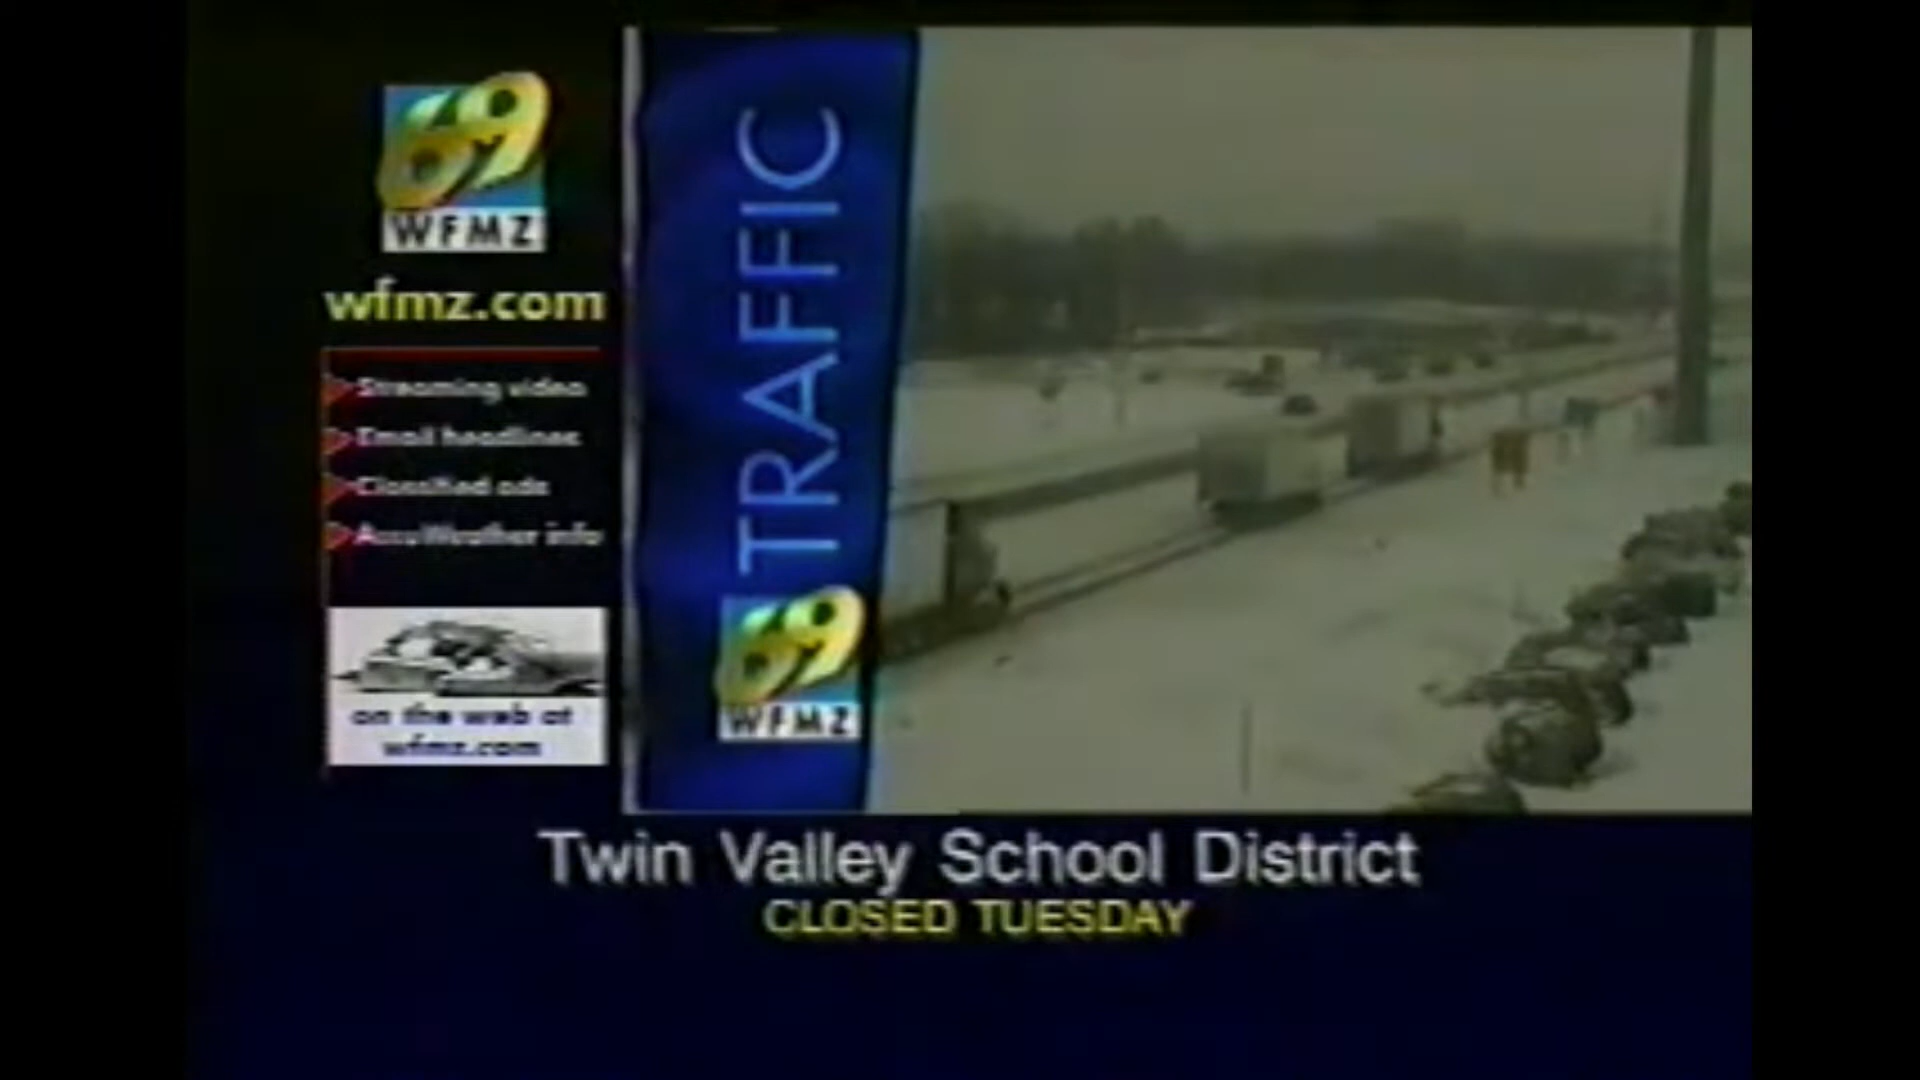 69
WFMZ
wfmz.com
Streaming video
Email headlines
Classified ads
AccuWeather info
on the web at
wfmz.com
TRAFFIC
69
WFMZ
Twin Valley School District
CLOSED TUESDAY